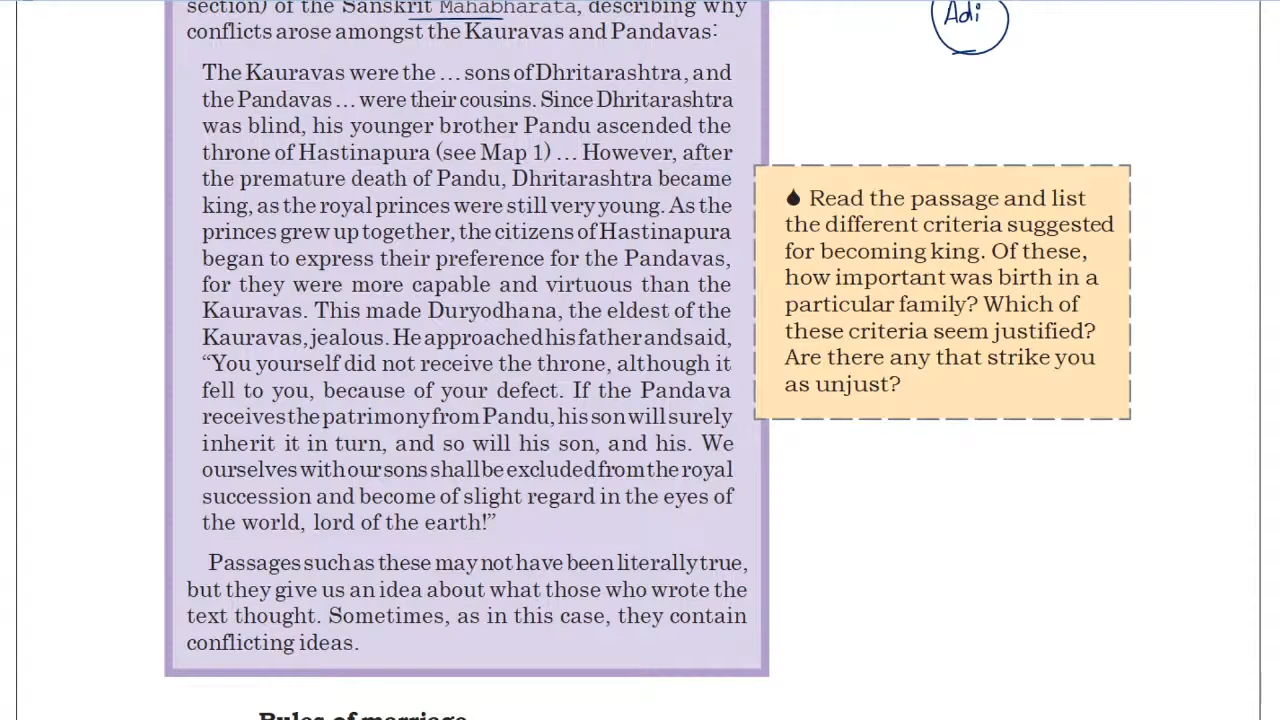 section) of the Sanskrit Mahabharata, describing why
conflicts arose amongst the Kauravas and Pandavas:
The Kauravas were the … sons of Dhritarashtra, and
the Pandavas … were their cousins. Since Dhritarashtra
was blind, his younger brother Pandu ascended the
throne of Hastinapura (see Map 1) … However, after
the premature death of Pandu, Dhritarashtra became
king, as the royal princes were still very young. As the
princes grew up together, the citizens of Hastinapura
began to express their preference for the Pandavas,
for they were more capable and virtuous than the
Kauravas. This made Duryodhana, the eldest of the
Kauravas, jealous. He approached his father and said,
“You yourself did not receive the throne, although it
fell to you, because of your defect. If the Pandava
receives the patrimony from Pandu, his son will surely
inherit it in turn, and so will his son, and his. We
ourselves with our sons shall be excluded from the royal
succession and become of slight regard in the eyes of
the world, lord of the earth!”
Passages such as these may not have been literally true,
but they give us an idea about what those who wrote the
text thought. Sometimes, as in this case, they contain
conflicting ideas.
Adi
Read the passage and list
the different criteria suggested
for becoming king. Of these,
how important was birth in a
particular family? Which of
these criteria seem justified?
Are there any that strike you
as unjust?
Rules of marriage